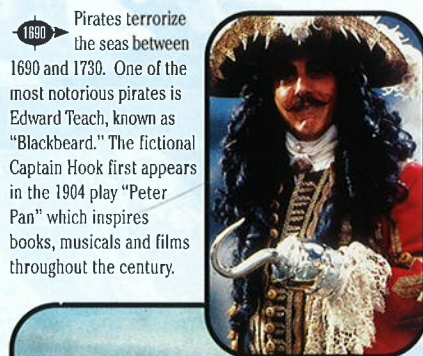 1690
Pirates terrorize
the seas between
1690 and 1730. One of the
most notorious pirates is
Edward Teach, known as
"Blackbeard." The fictional
Captain Hook first appears
in the 1904 play "Peter
Pan" which inspires
books, musicals and films
throughout the century.